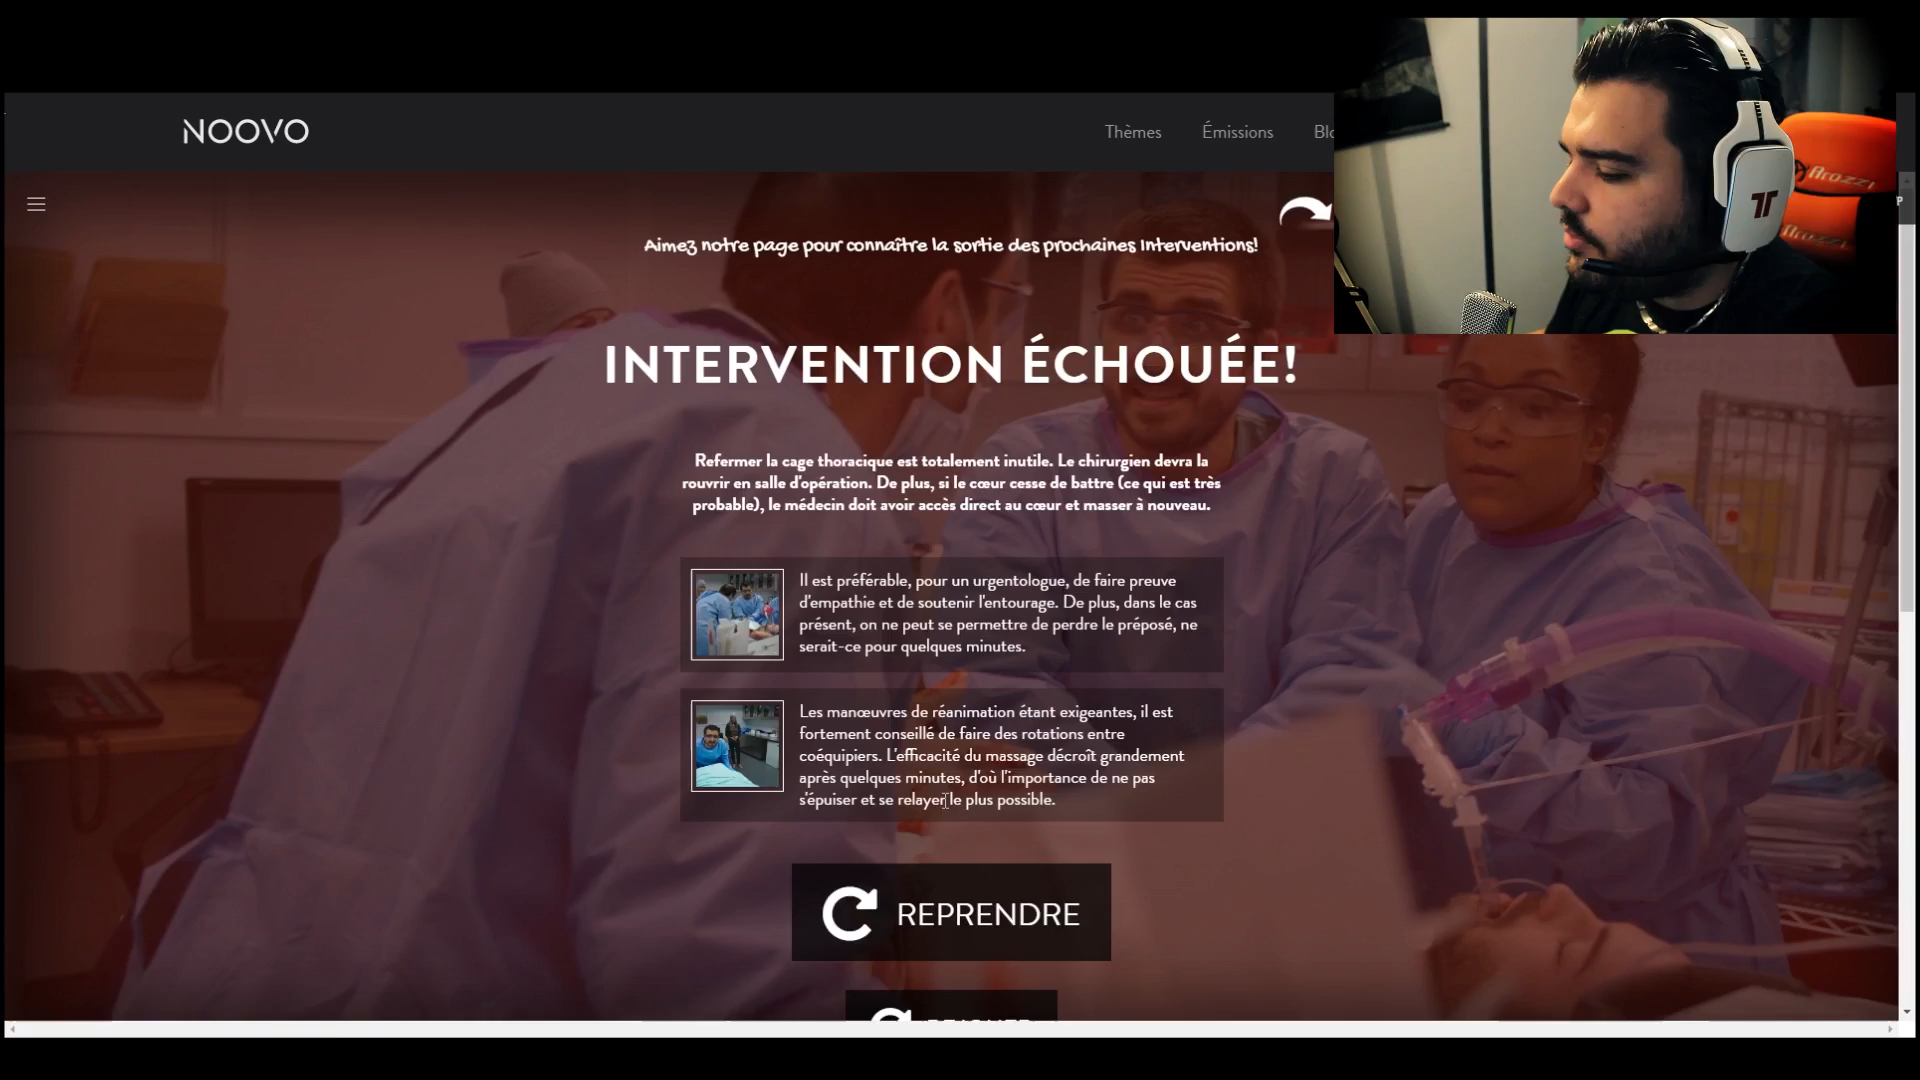 NOOVO
Thèmes
Émissions
Aimez notre page pour connaître la sortie des prochaines Interventions!
INTERVENTION ÉCHOUÉE!
Refermer la cage thoracique est totalement inutile. Le chirurgien devra la
rouvrir en salle d'opération. De plus, si le cœur cesse de battre (ce qui est très
probable), le médecin doit avoir accès direct au cœur et masser à nouveau.
Il est préférable, pour un urgentologue, de faire preuve
d'empathie et de soutenir l'entourage. De plus, dans le cas
présent, on ne peut se permettre de perdre le préposé, ne
serait-ce pour quelques minutes.
Les manœuvres de réanimation étant exigeantes, il est
fortement conseillé de faire des rotations entre
coéquipiers. L'efficacité du massage décroît grandement
après quelques minutes, d'où l'importance de ne pas
s'épuiser et se relayer le plus possible.
REPRENDRE
Arozzi
Arozzi